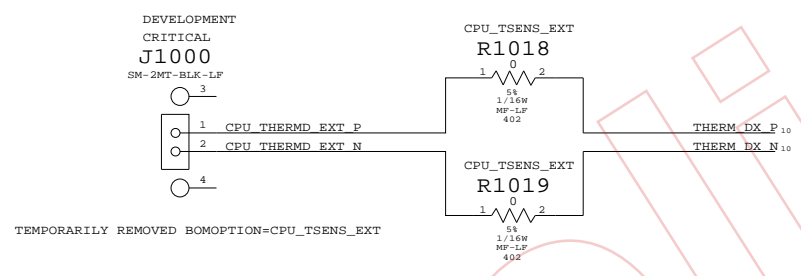 DEVELOPMENT
CRITICAL
J1000
SM-2MT-BLK-LF
3
1 CPU_THERMD_EXT_P
2 CPU_THERMD_EXT_N
4
CPU_TSENS_EXT
R1018
0
1 2
5%
1/16W
MF-LF
402
THERM_DX_P 10
THERM_DX_N 10
CPU_TSENS_EXT
R1019
0
1 2
5%
1/16W
MF-LF
402
TEMPORARILY REMOVED BOMOPTION=CPU_TSENS_EXT